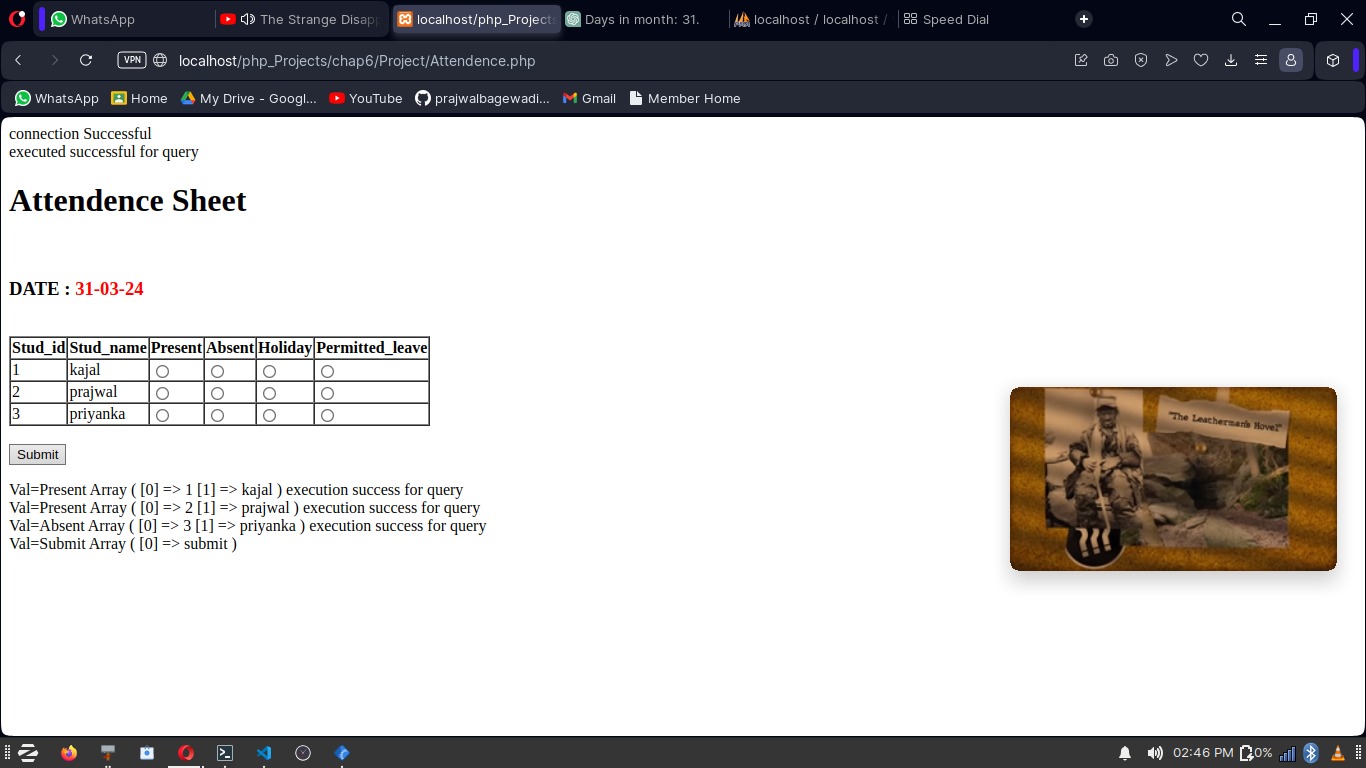 WhatsApp
The Strange Disapp
localhost/php_Projects
Days in month: 31.
localhost / localhost /
Speed Dial
VPN
localhost/php_Projects/chap6/Project/Attendence.php
WhatsApp
Home
My Drive - Googl...
YouTube
prajwalbagewadi...
Gmail
Member Home
connection Successful
executed successful for query
Attendence Sheet
DATE : 31-03-24
Stud_id Stud_name Present Absent Holiday Permitted_leave
1 kajal
2 prajwal
3 priyanka
"The Leatherman's Hovel"
Submit
Val=Present Array ( [0] => 1 [1] => kajal ) execution success for query
Val=Present Array ( [0] => 2 [1] => prajwal ) execution success for query
Val=Absent Array ( [0] => 3 [1] => priyanka ) execution success for query
Val=Submit Array ( [0] => submit )
02:46 PM
0%